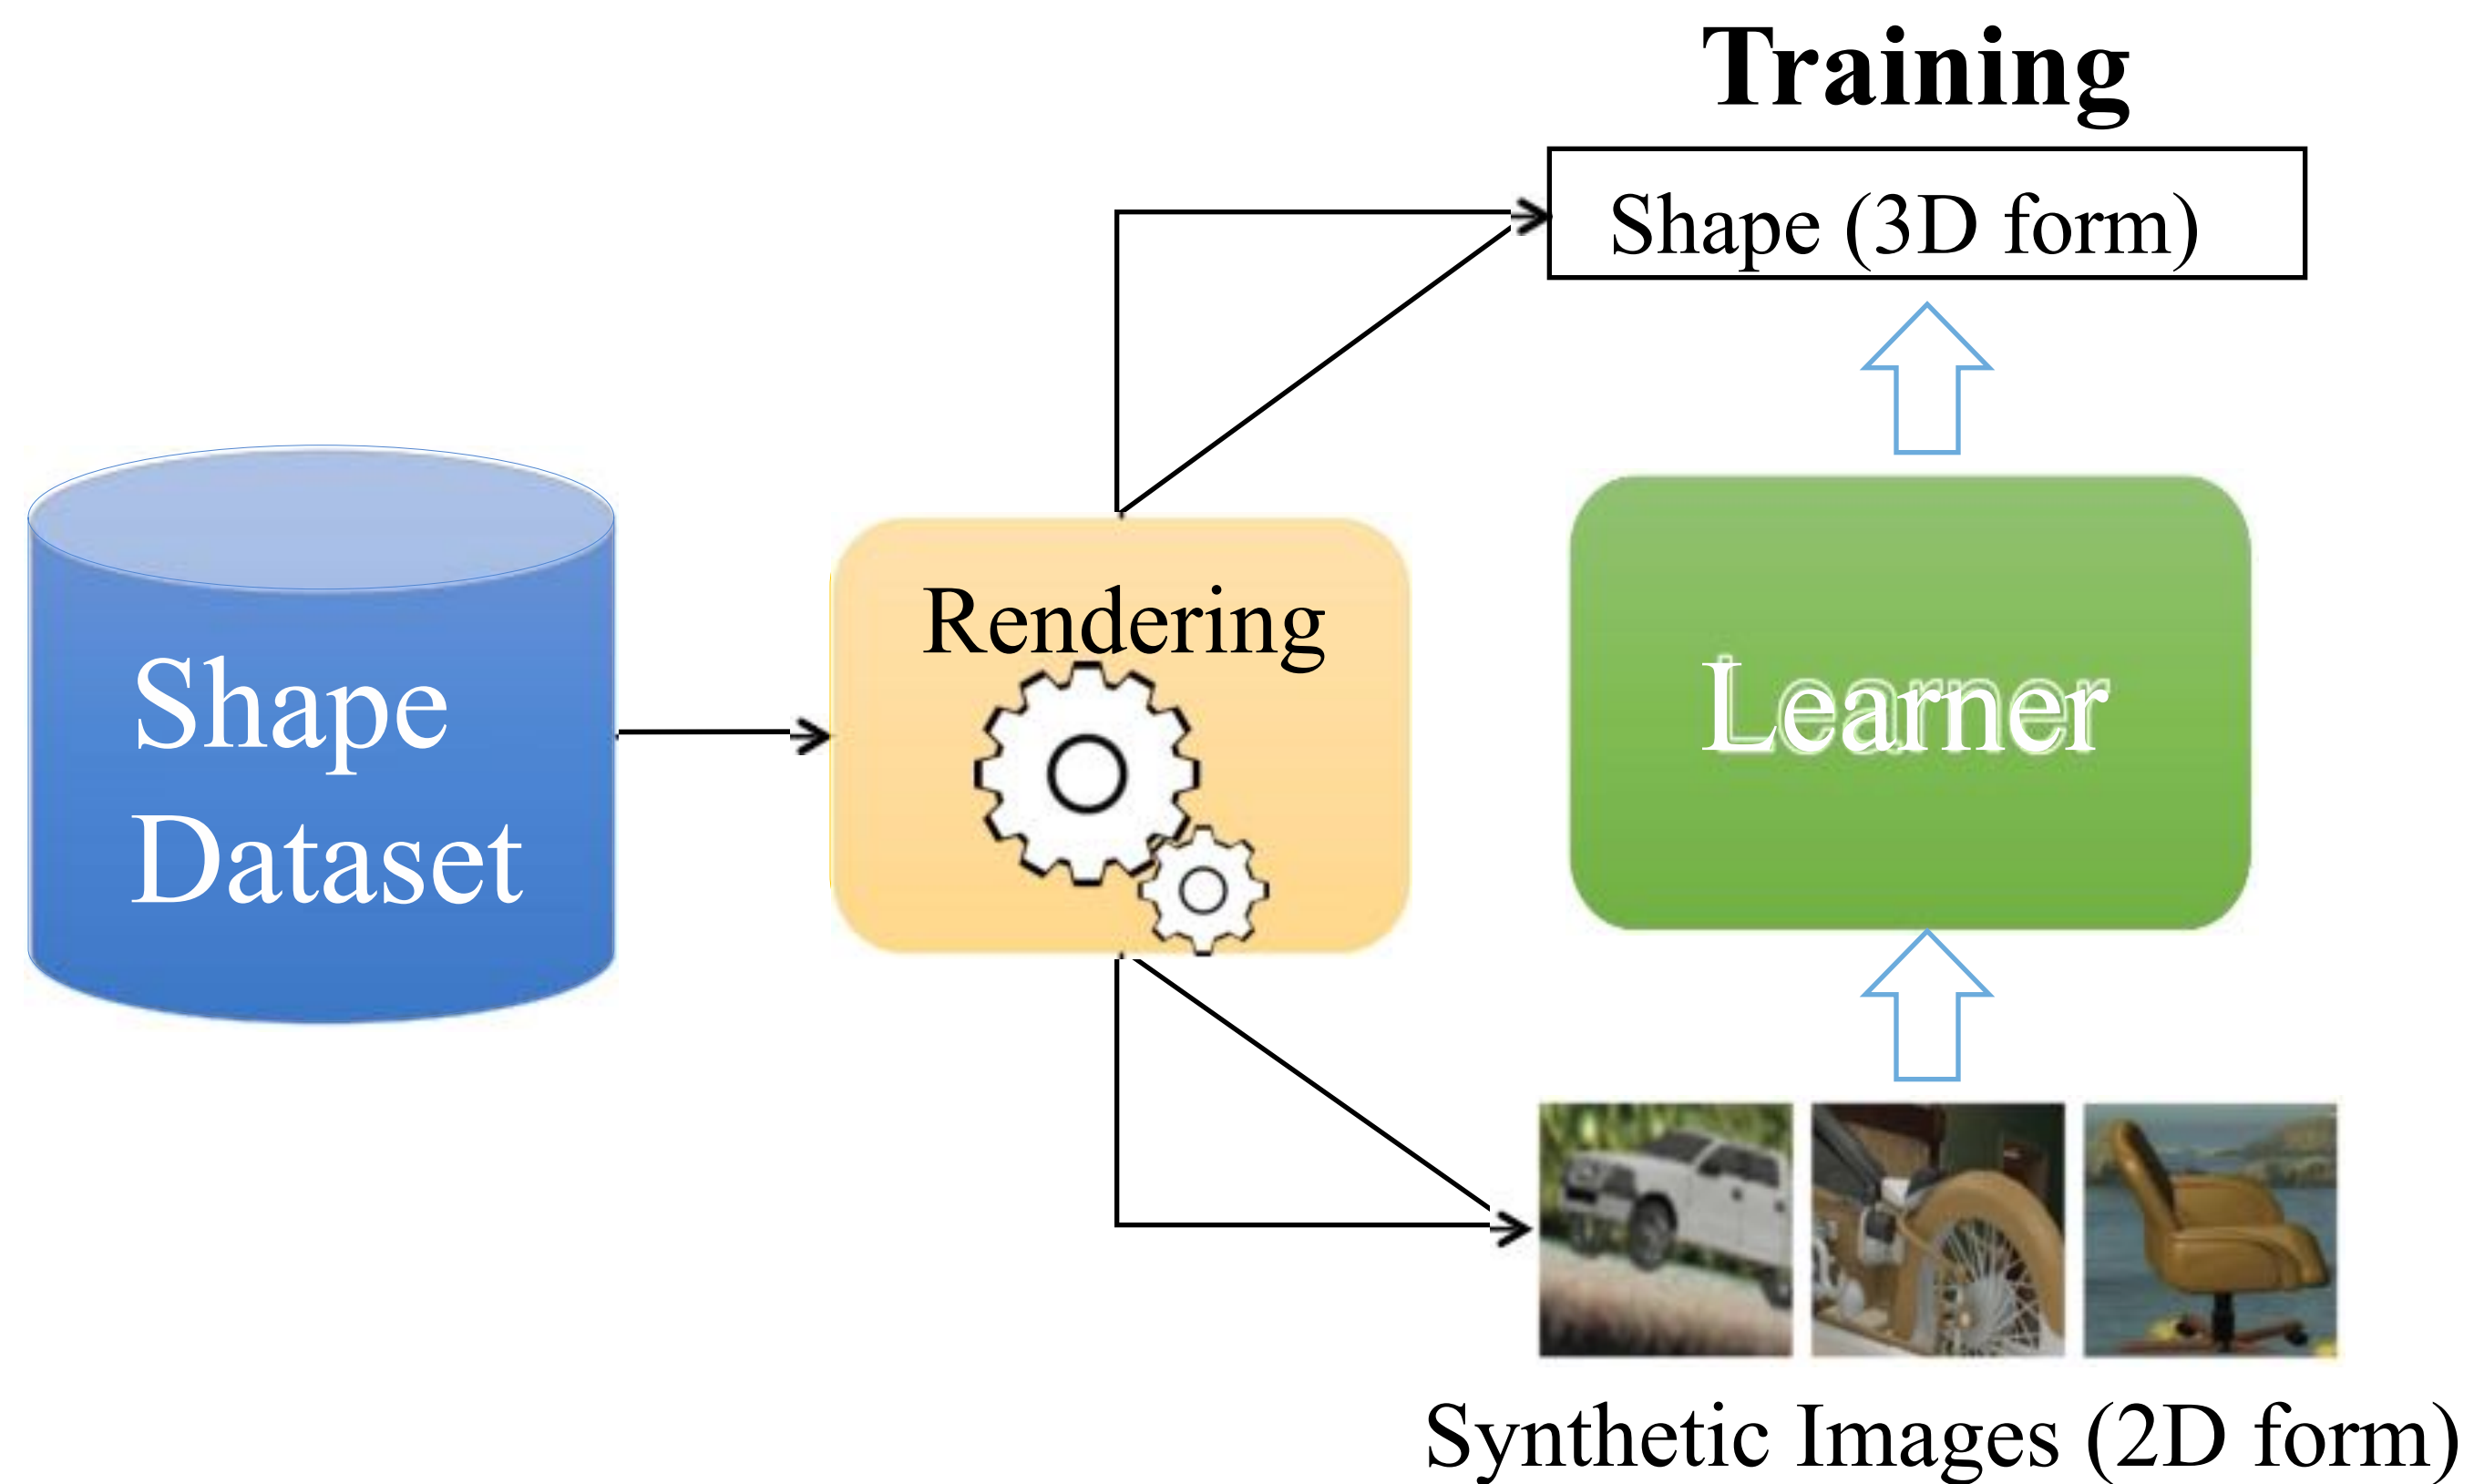 Training
Shape (3D form)
Rendering
Shape
Dataset
Learner
Synthetic Images (2D form)